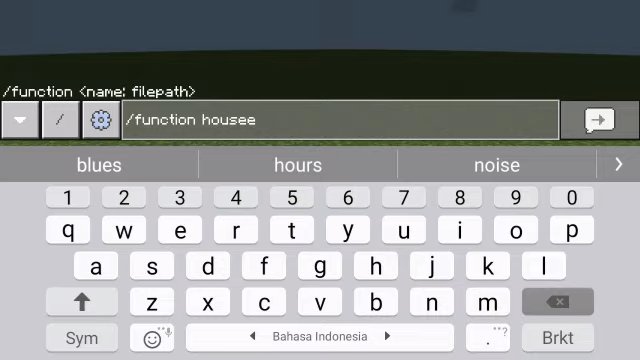 /function <name: filepath>
/ /function housee
blues hours noise
1 2 3 4 5 6 7 8 9 0
q w e r t y u i o p
a s d f g h j k l
z x c v b n m
Sym Bahasa Indonesia . ? Brkt